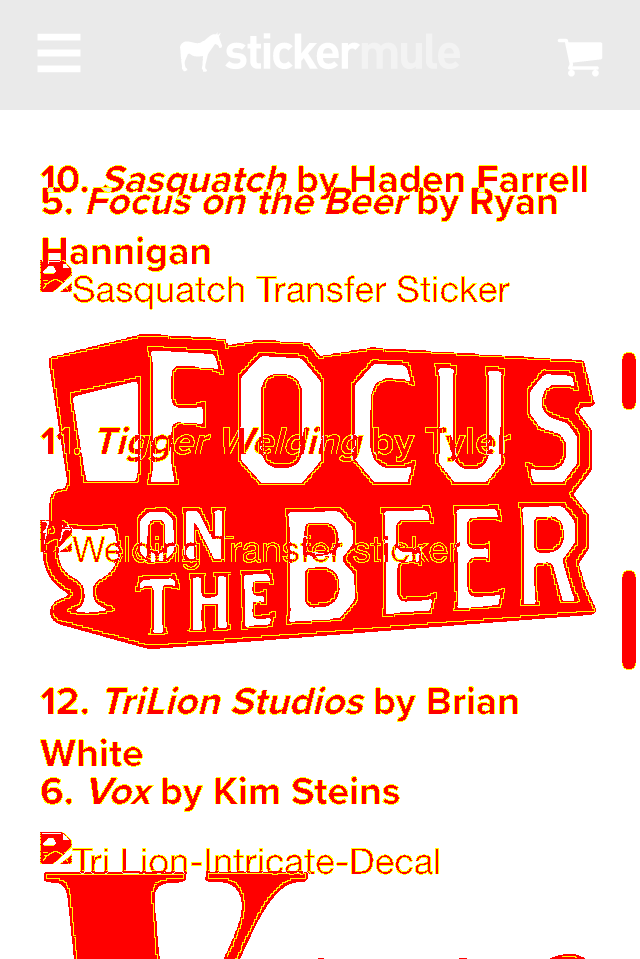 stickermule
10. Sasquatch by Haden Farrell
5. Focus on the Beer by Ryan
Hannigan
Sasquatch Transfer Sticker
FOCUS
11. Tigger Welding by Tyler
ON
THE
BEER
Welding Transfer sticker
12. TriLion Studios by Brian
White
6. Vox by Kim Steins
Tri Lion-Intricate-Decal